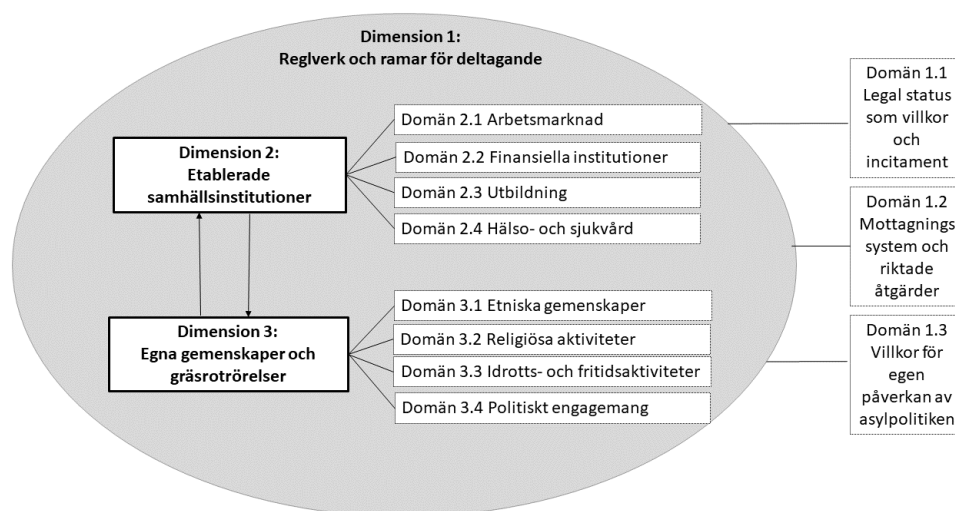 Dimension 1:
Reglverk och ramar för deltagande
Dimension 2:
Etablerade
samhällsinstitutioner
Domän 2.1 Arbetsmarknad
Domän 2.2 Finansiella institutioner
Domän 2.3 Utbildning
Domän 2.4 Hälso- och sjukvård
Dimension 3:
Egna gemenskaper och
gräsrotrörelser
Domän 3.1 Etniska gemenskaper
Domän 3.2 Religiösa aktiviteter
Domän 3.3 Idrotts- och fritidsaktiviteter
Domän 3.4 Politiskt engagemang
Domän 1.1
Legal status
som villkor
och
incitament
Domän 1.2
Mottagnings
system och
riktade
åtgärder
Domän 1.3
Villkor för
egen
påverkan av
asylpolitiken